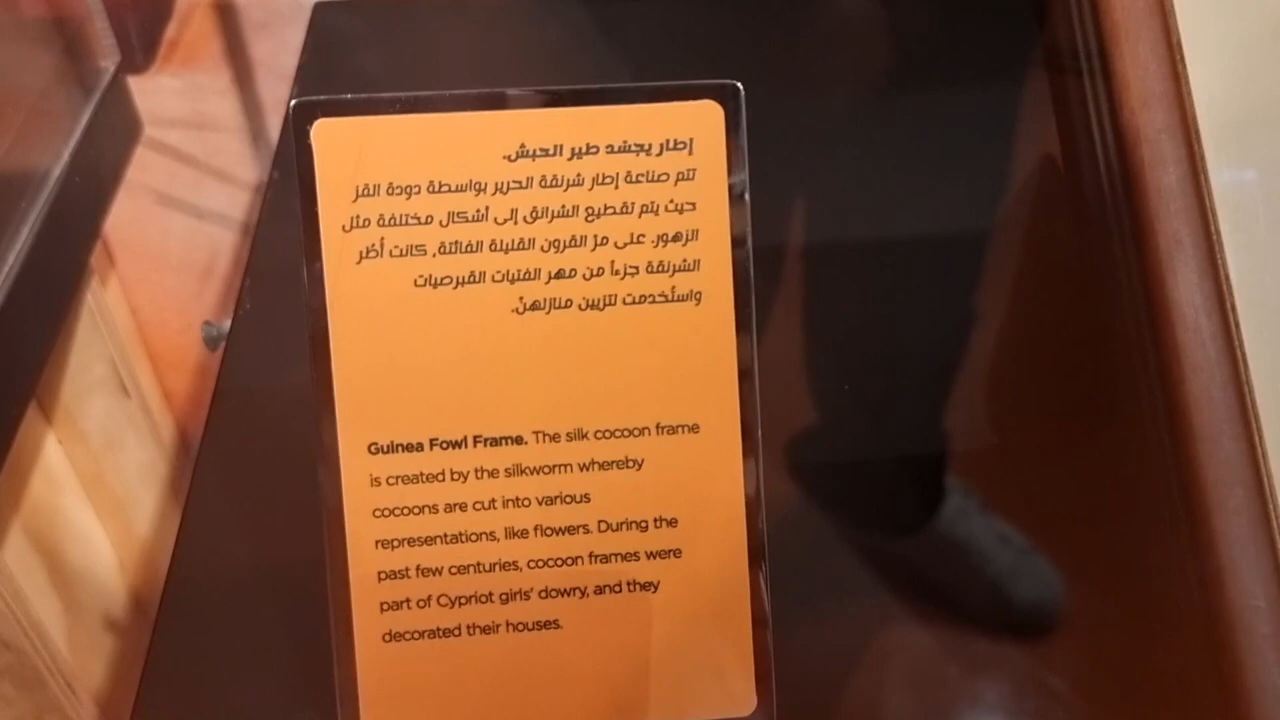 إطار يجسّد طير الحبش.
تتم صناعة إطار شرنقة الحرير بواسطة دودة القز
حيث يتم تقطيع الشرانق إلى أشكال مختلفة مثل
الزهور. على مرّ القرون القليلة الفائتة، كانت أُطُر
الشرنقة جزءاً من مهر الفتيات القبرصيات
واستُخدمت لتزيين منازلهنّ.
Guinea Fowl Frame. The silk cocoon frame
is created by the silkworm whereby
cocoons are cut into various
representations, like flowers. During the
past few centuries, cocoon frames were
part of Cypriot girls' dowry, and they
decorated their houses.